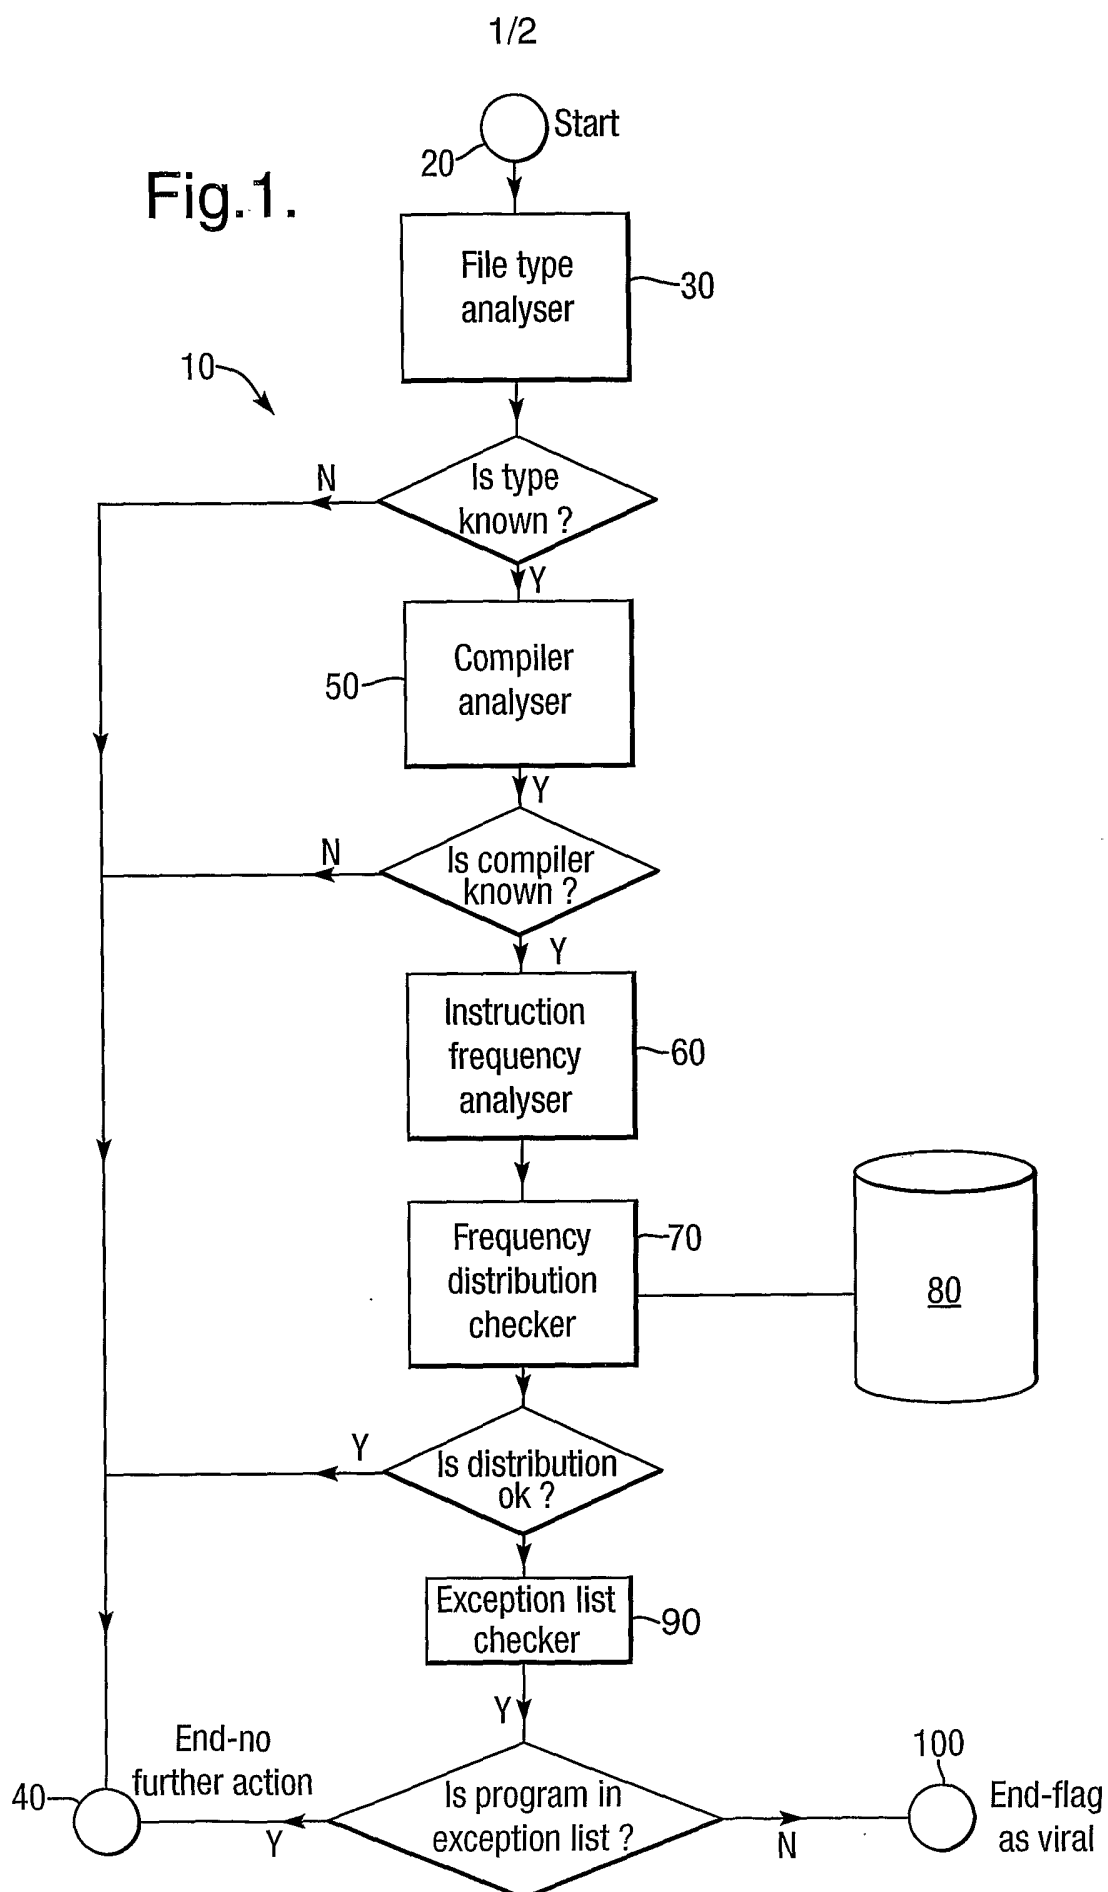 1/2
Start
20
Fig.1.
File type
analyser
30
10
N
Is type
known ?
Y
Compiler
analyser
50
Y
N
Is compiler
known ?
Y
Instruction
frequency
analyser
60
Frequency
distribution
checker
70
80
Y
Is distribution
ok ?
Exception list
checker
90
Y
End-no
further action
40
Y
Is program in
exception list ?
N
100
End-flag
as viral